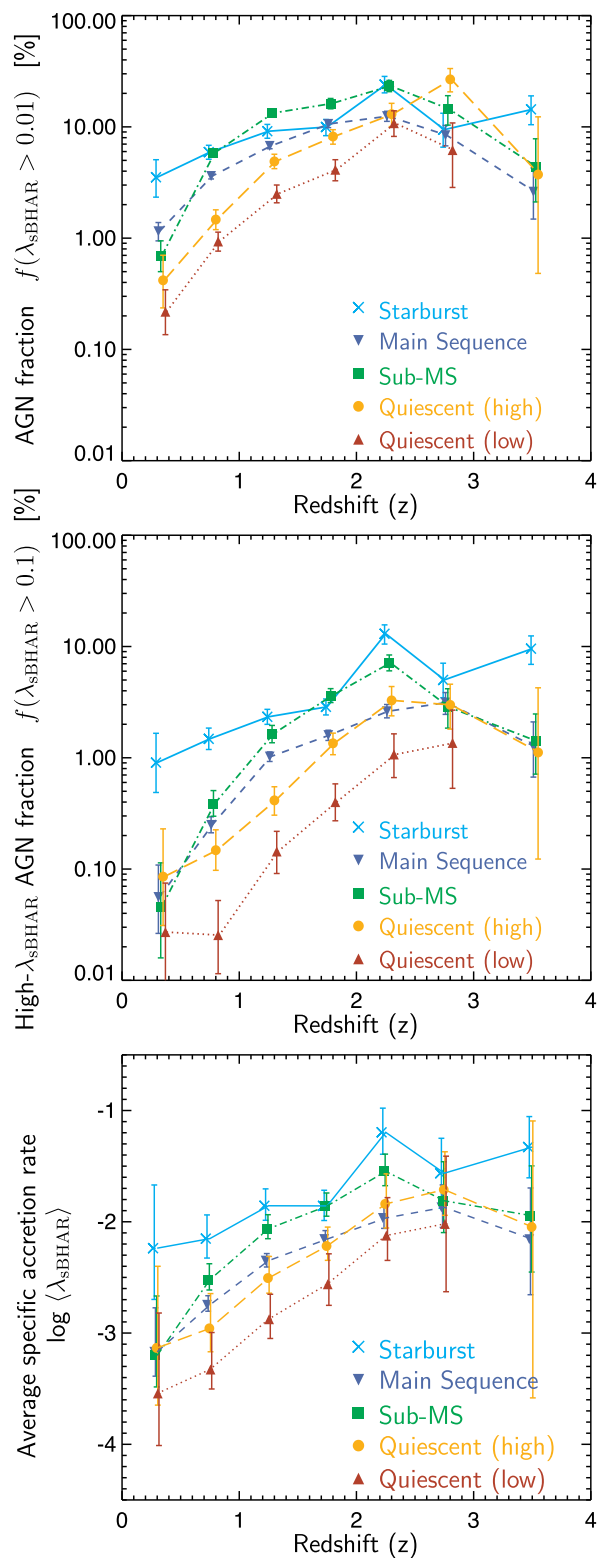 AGN fraction f(λsBHAR > 0.01) [%]
100.00
10.00
1.00
0.10
0.01
Starburst
Main Sequence
Sub-MS
Quiescent (high)
Quiescent (low)
0 1 2 3 4
Redshift (z)
High-λsBHAR AGN fraction f(λsBHAR > 0.1) [%]
100.00
10.00
1.00
0.10
0.01
Starburst
Main Sequence
Sub-MS
Quiescent (high)
Quiescent (low)
0 1 2 3 4
Redshift (z)
Average specific accretion rate
log ⟨λsBHAR⟩
-1
-2
-3
-4
Starburst
Main Sequence
Sub-MS
Quiescent (high)
Quiescent (low)
0 1 2 3 4
Redshift (z)